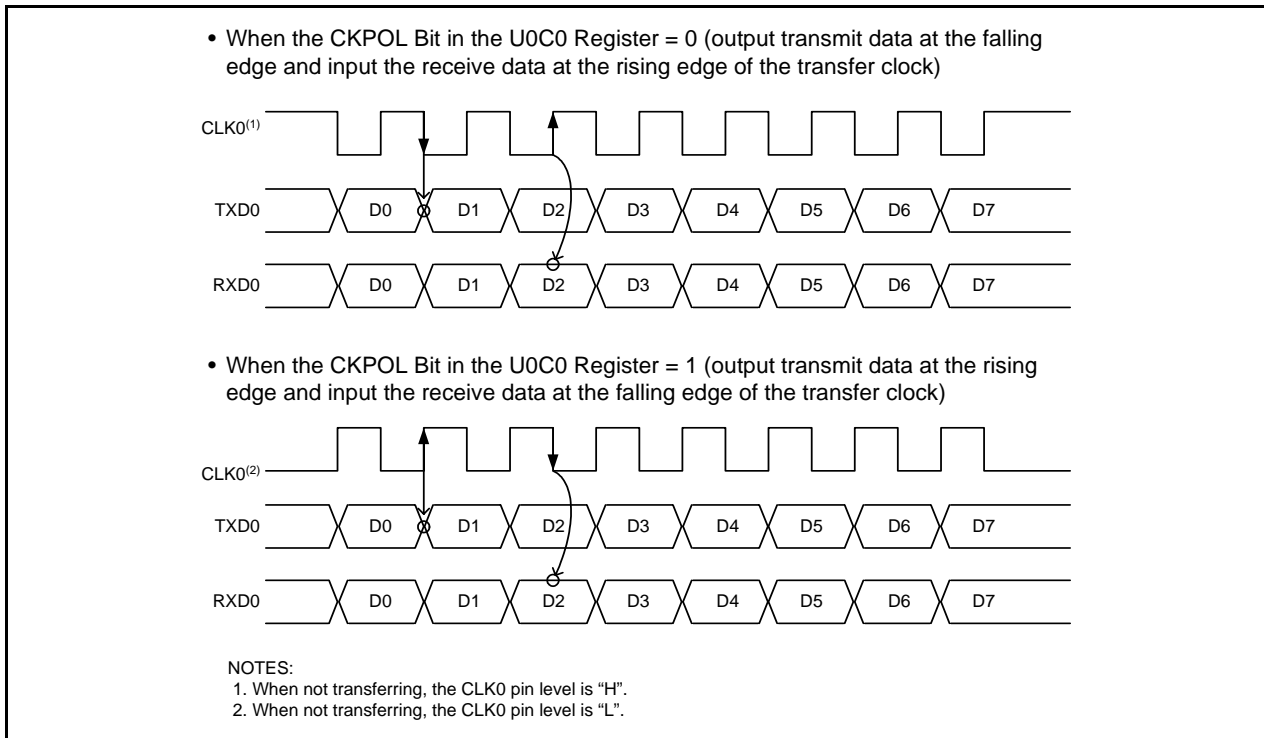 • When the CKPOL Bit in the U0C0 Register = 0 (output transmit data at the falling
edge and input the receive data at the rising edge of the transfer clock)
CLK0(1)
TXD0 D0 D1 D2 D3 D4 D5 D6 D7
RXD0 D0 D1 D2 D3 D4 D5 D6 D7
• When the CKPOL Bit in the U0C0 Register = 1 (output transmit data at the rising
edge and input the receive data at the falling edge of the transfer clock)
CLK0(2)
TXD0 D0 D1 D2 D3 D4 D5 D6 D7
RXD0 D0 D1 D2 D3 D4 D5 D6 D7
NOTES:
1. When not transferring, the CLK0 pin level is “H”.
2. When not transferring, the CLK0 pin level is “L”.